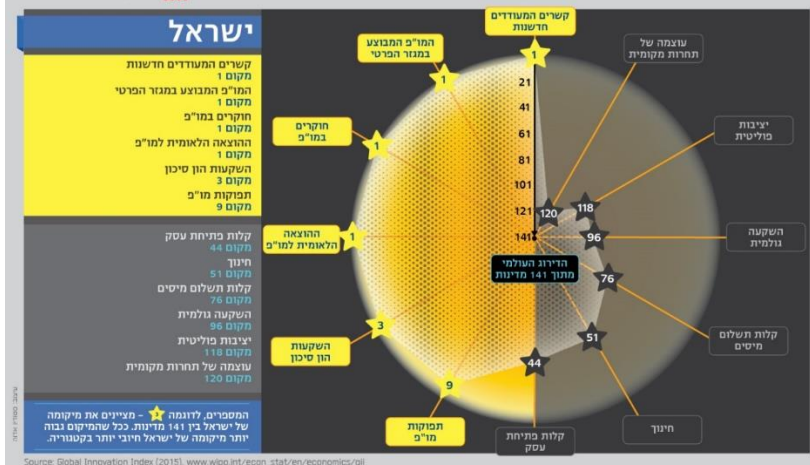 ישראל
קשרים המעודדים חדשנות
מקום 1
המו"פ המבוצע במגזר הפרטי
מקום 1
חוקרים במו"פ
מקום 1
ההוצאה הלאומית למו"פ
מקום 1
השקעות הון סיכון
מקום 3
תפוקות מו"פ
מקום 9
קלות פתיחת עסק
מקום 44
חינוך
מקום 51
קלות תשלום מיסים
מקום 76
השקעה גולמית
מקום 96
יציבות פוליטית
מקום 118
עוצמה של תחרות מקומית
מקום 120
המספרים, לדוגמה 3 – מציינים את מיקומה
של ישראל בין 141 מדינות. ככל שהמיקום גבוה
יותר מיקומה של ישראל חיובי יותר בקטגוריה.
קשרים המעודדים
חדשנות
1
עוצמה של
תחרות מקומית
120
יציבות
פוליטית
118
השקעה
גולמית
96
קלות תשלום
מיסים
76
חינוך
51
קלות פתיחת
עסק
44
תפוקות
מו"פ
9
השקעות
הון סיכון
3
ההוצאה
הלאומית למו"פ
1
חוקרים
במו"פ
1
המו"פ המבוצע
במגזר הפרטי
1
21
41
61
81
101
121
141
הדירוג העולמי
מתוך 141 מדינות
Source: Global Innovation Index (2015), www.wipo.int/econ_stat/en/economics/gii